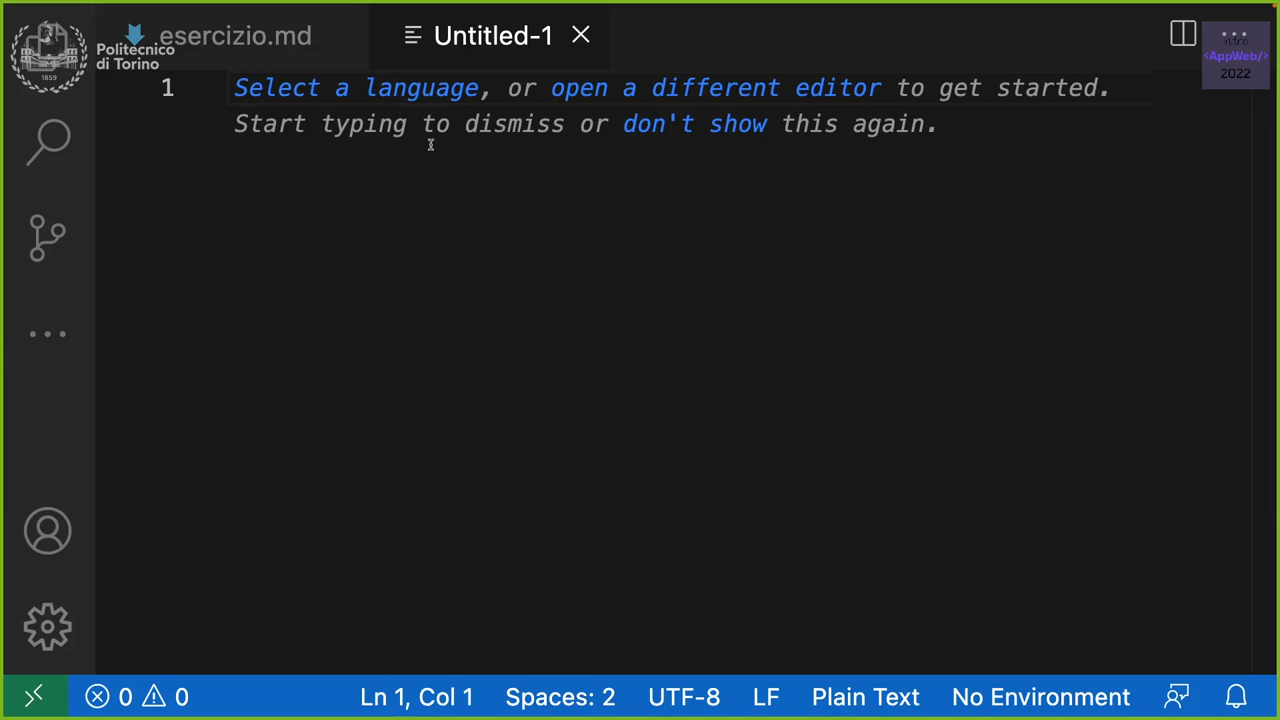 esercizio.md
Untitled-1
Politecnico
di Torino
1859
Intro
<AppWeb/>
2022
1
Select a language, or open a different editor to get started.
Start typing to dismiss or don't show this again.
0
0
Ln 1, Col 1
Spaces: 2
UTF-8
LF
Plain Text
No Environment